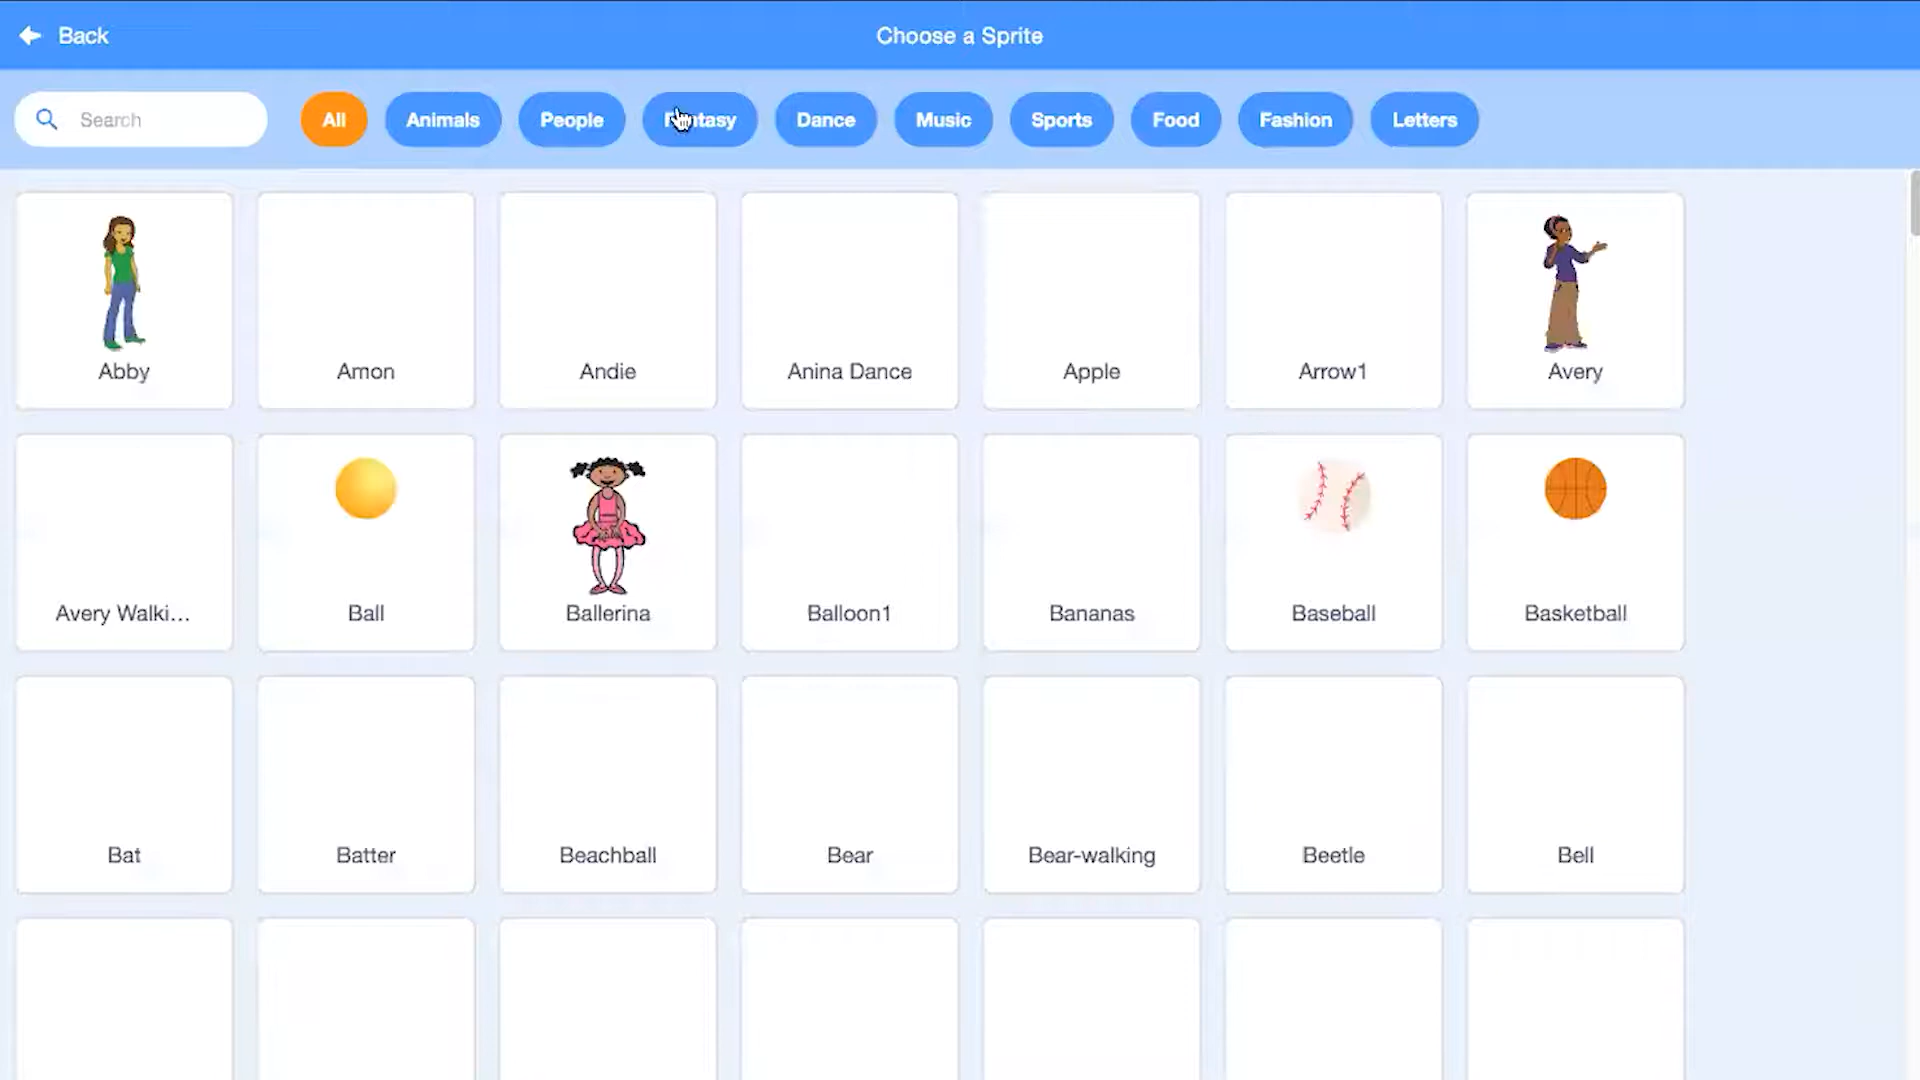 Back
Choose a Sprite
Search
All
Animals
People
Dance
Music
Sports
Food
Fashion
Letters
Abby
Amon
Andie
Anina Dance
Apple
Arrow1
Avery
Avery Walki...
Ball
Ballerina
Balloon1
Bananas
Baseball
Basketball
Bat
Batter
Beachball
Bear
Bear-walking
Beetle
Bell